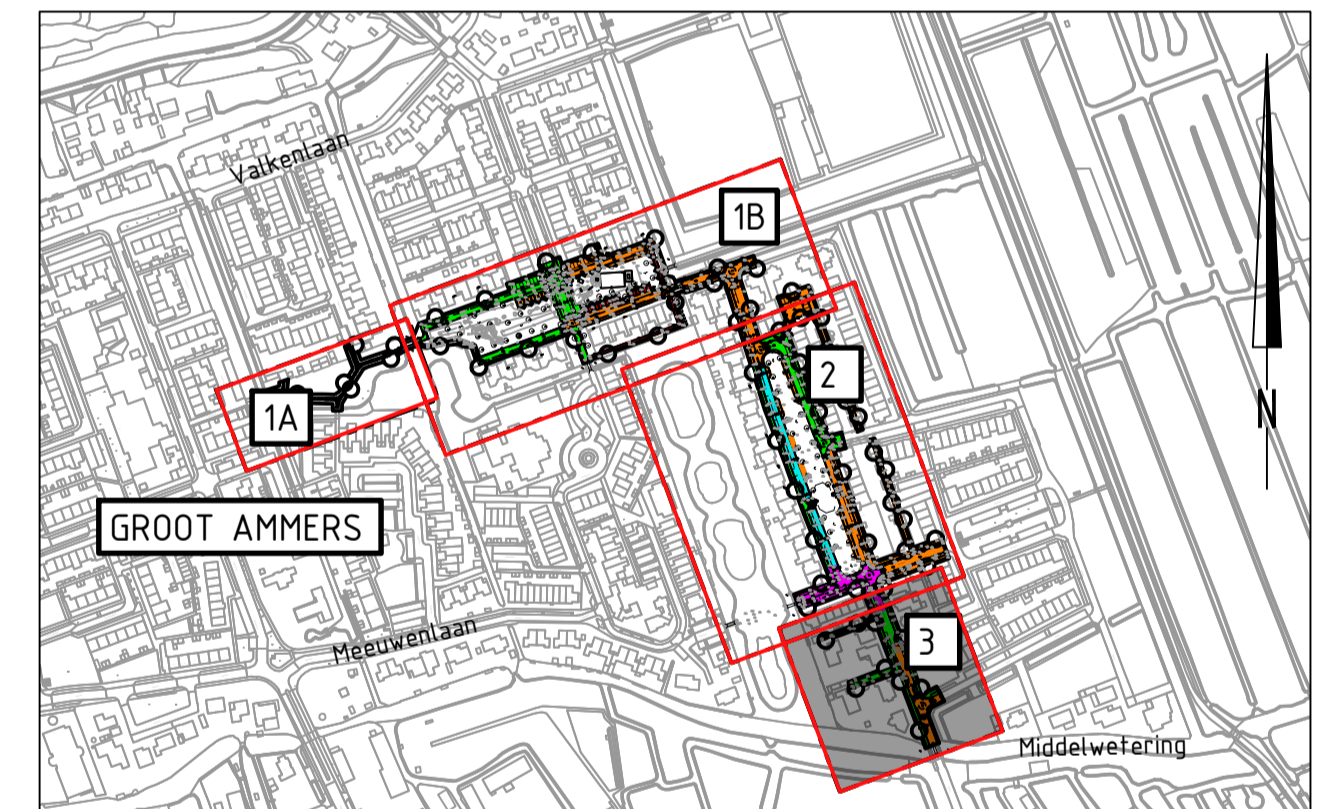 Valkenlaan
1B
2
1A
N
GROOT AMMERS
Meeuwenlaan
3
Middelwetering